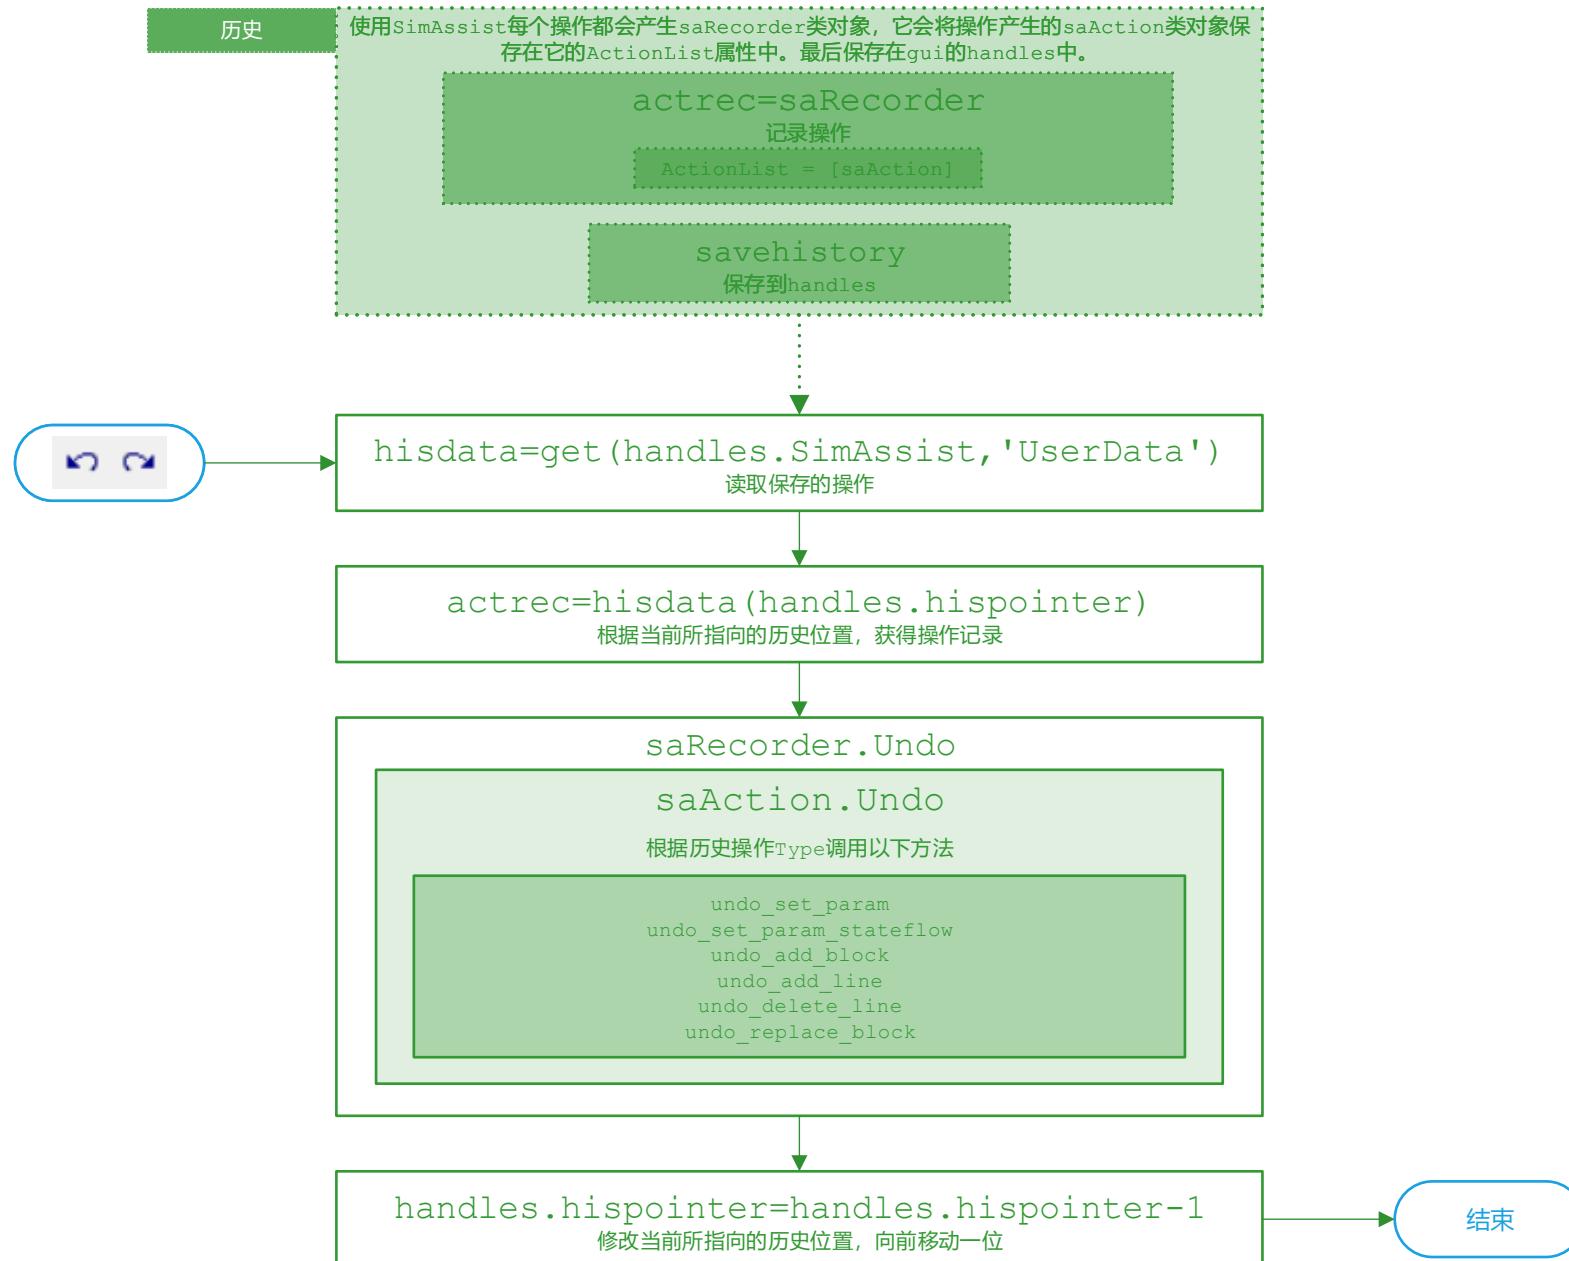 历史
使用SimAssist每个操作都会产生saRecorder类对象，它会将操作产生的saAction类对象保
存在它的ActionList属性中。最后保存在gui的handles中。
actrec=saRecorder
记录操作
ActionList = [saAction]
savehistory
保存到handles
hisdata=get(handles.SimAssist,'UserData')
读取保存的操作
actrec=hisdata(handles.hispointer)
根据当前所指向的历史位置，获得操作记录
saRecorder.Undo
saAction.Undo
根据历史操作Type调用以下方法
undo_set_param
undo_set_param_stateflow
undo_add_block
undo_add_line
undo_delete_line
undo_replace_block
handles.hispointer=handles.hispointer-1
修改当前所指向的历史位置，向前移动一位
结束